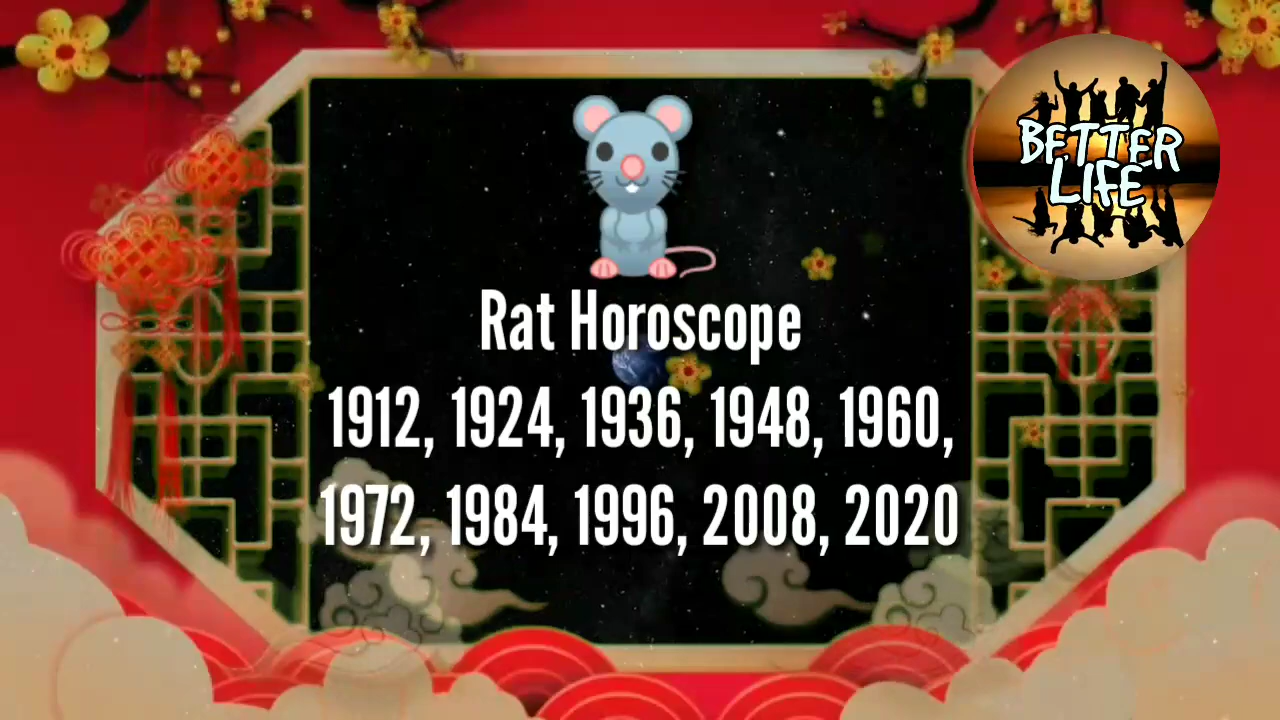 BETTER
LIFE
Rat Horoscope
1912, 1924, 1936, 1948, 1960,
1972, 1984, 1996, 2008, 2020